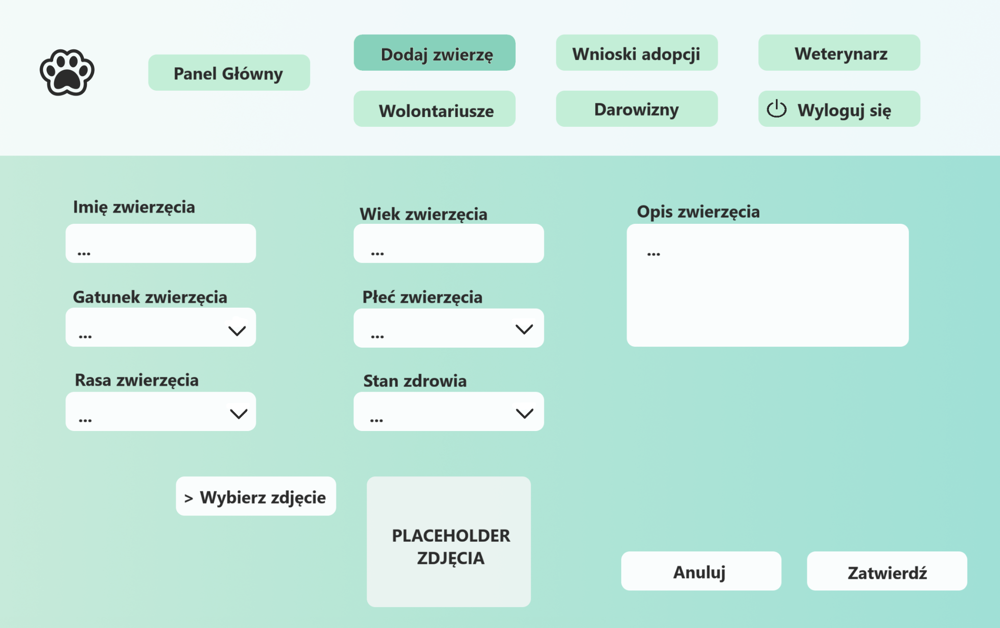 Panel Główny
Dodaj zwierzę
Wnioski adopcji
Weterynarz
Wolontariusze
Darowizny
Wyloguj się
Imię zwierzęcia
...
Wiek zwierzęcia
...
Opis zwierzęcia
...
Gatunek zwierzęcia
...
Płeć zwierzęcia
...
Rasa zwierzęcia
...
Stan zdrowia
...
> Wybierz zdjęcie
PLACEHOLDER
ZDJĘCIA
Anuluj
Zatwierdź